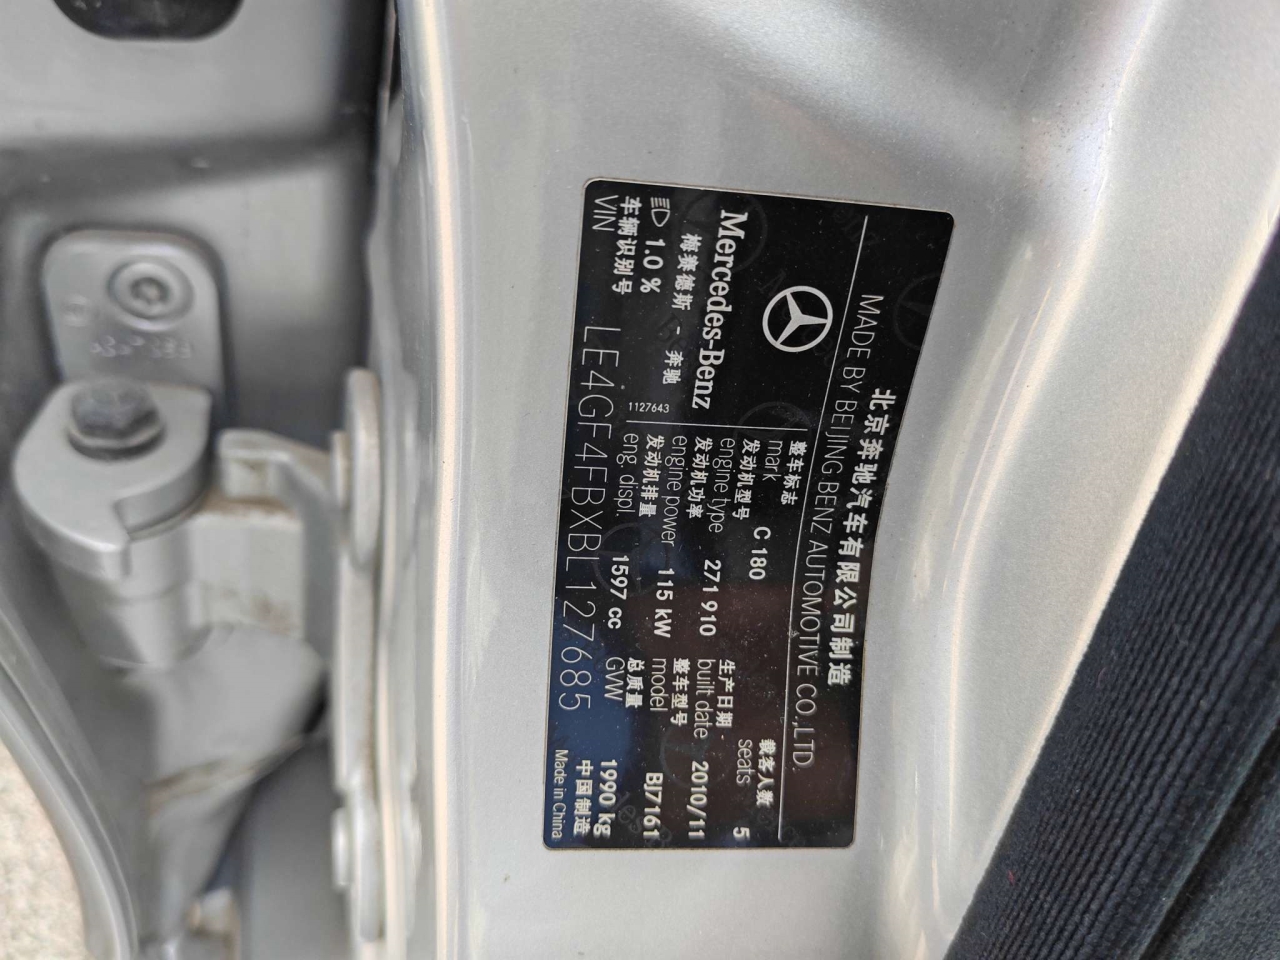 北京奔驰汽车有限公司制造
MADE BY BEIJING BENZ AUTOMOTIVE CO.,LTD.
Mercedes-Benz
梅赛德斯 - 奔驰
1.0 %
1127643
整车标志
mark C 180
载客人数
seats 5
发动机型号
engine type 271 910
生产日期
built date 2010/11
发动机功率
engine power 115 kW
整车型号
model BJ7161
发动机排量
eng. displ. 1597 cc
总质量
GVW 1990 kg
车辆识别号
VIN LE4GF4FBXBL127685
中国制造
Made in China